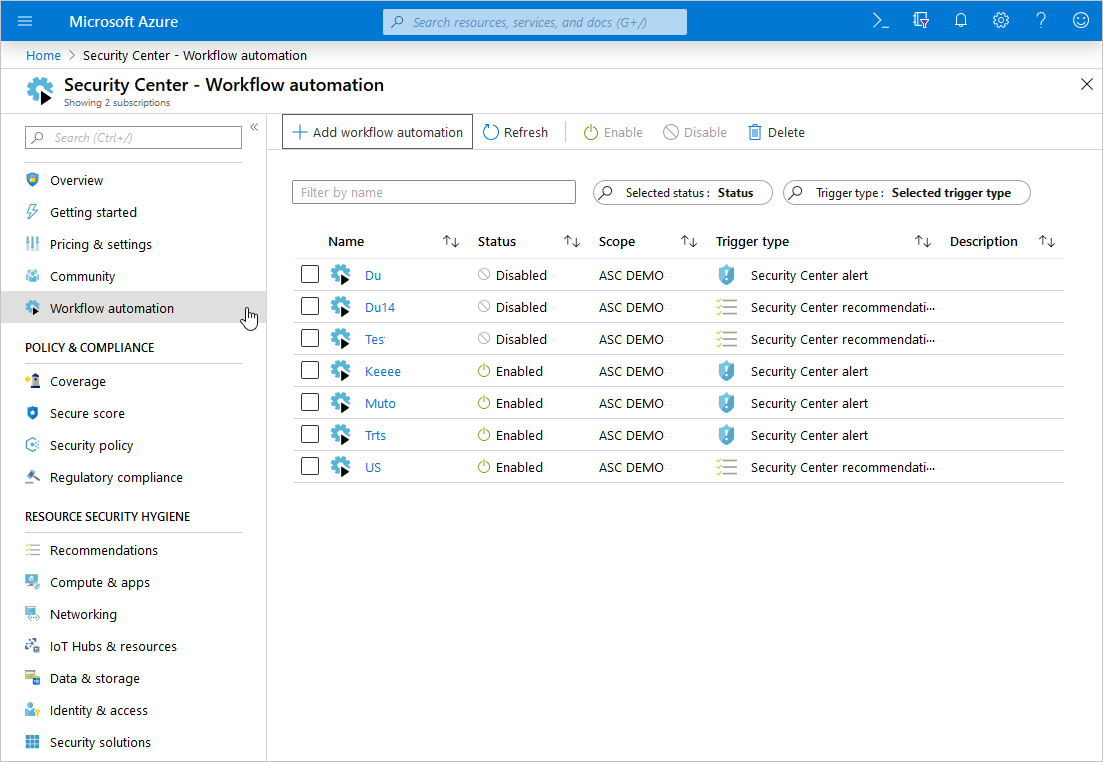 Microsoft Azure
Search resources, services, and docs (G+/)
Home > Security Center - Workflow automation
Security Center - Workflow automation
Showing 2 subscriptions
Search (Ctrl+/)
Overview
Getting started
Pricing & settings
Community
Workflow automation
POLICY & COMPLIANCE
Coverage
Secure score
Security policy
Regulatory compliance
RESOURCE SECURITY HYGIENE
Recommendations
Compute & apps
Networking
IoT Hubs & resources
Data & storage
Identity & access
Security solutions
Add workflow automation Refresh Enable Disable Delete
Filter by name Selected status : Status Trigger type : Selected trigger type
Name Status Scope Trigger type Description
Du Disabled ASC DEMO Security Center alert
Du14 Disabled ASC DEMO Security Center recommendati···
Tes Disabled ASC DEMO Security Center recommendati···
Keeee Enabled ASC DEMO Security Center alert
Muto Enabled ASC DEMO Security Center alert
Trts Enabled ASC DEMO Security Center alert
US Enabled ASC DEMO Security Center recommendati···